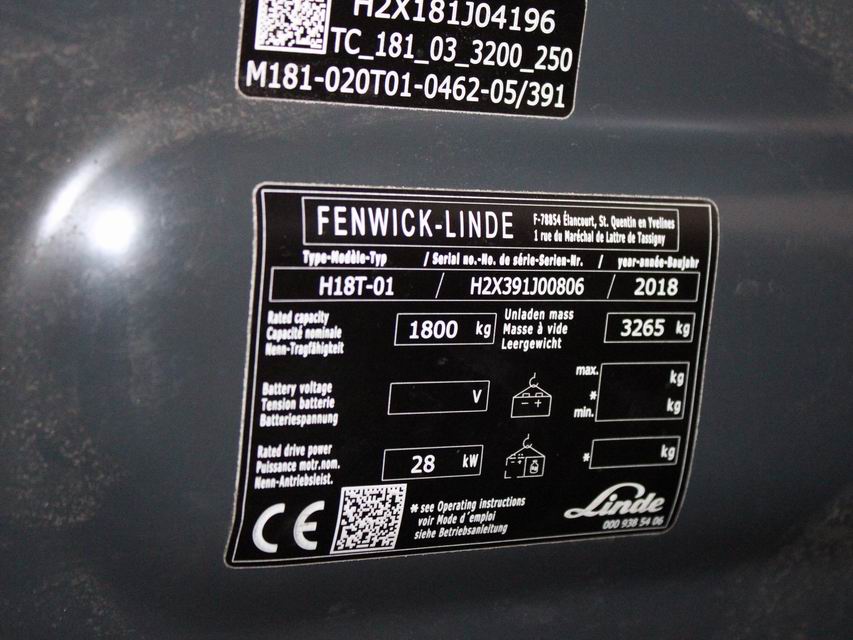 H2X181J04196
TC_181_03_3200_250
M181-020T01-0462-05/391
FENWICK-LINDE
F-78854 Élancourt, St. Quentin en Yvelines
1 rue du Maréchal de Lattre de Tassigny
Type-Modèle-Typ / Serial no.-No. de série-Serien-Nr. / year-année-Baujahr
H18T-01 / H2X391J00806 / 2018
Rated capacity
Capacité nominale
Nenn-Tragfähigkeit
1800 kg
Unladen mass
Masse à vide
Leergewicht
3265 kg
Battery voltage
Tension batterie
Batteriespannung
V
max. kg
*
min. kg
Rated drive power
Puissance motr.nom.
Nenn-Antriebsleist.
28 kW
* kg
CE
* see Operating instructions
voir Mode d'emploi
siehe Betriebsanleitung
Linde
000 938 54 06